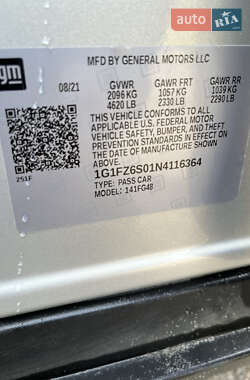 AUTO RIA
gm
MFD BY GENERAL MOTORS LLC
08/21 GVWR GAWR FRT GAWR RR
2096 KG 1057 KG 1039 KG
4620 LB 2330 LB 2290 LB
THIS VEHICLE CONFORMS TO ALL
APPLICABLE U.S. FEDERAL MOTOR
VEHICLE SAFETY, BUMPER, AND THEFT
PREVENTION STANDARDS IN EFFECT
ON THE DATE OF MANUFACTURE
SHOWN ABOVE.
1G1FZ6S01N4116364
TYPE: PASS CAR
MODEL: 141FG48
251F